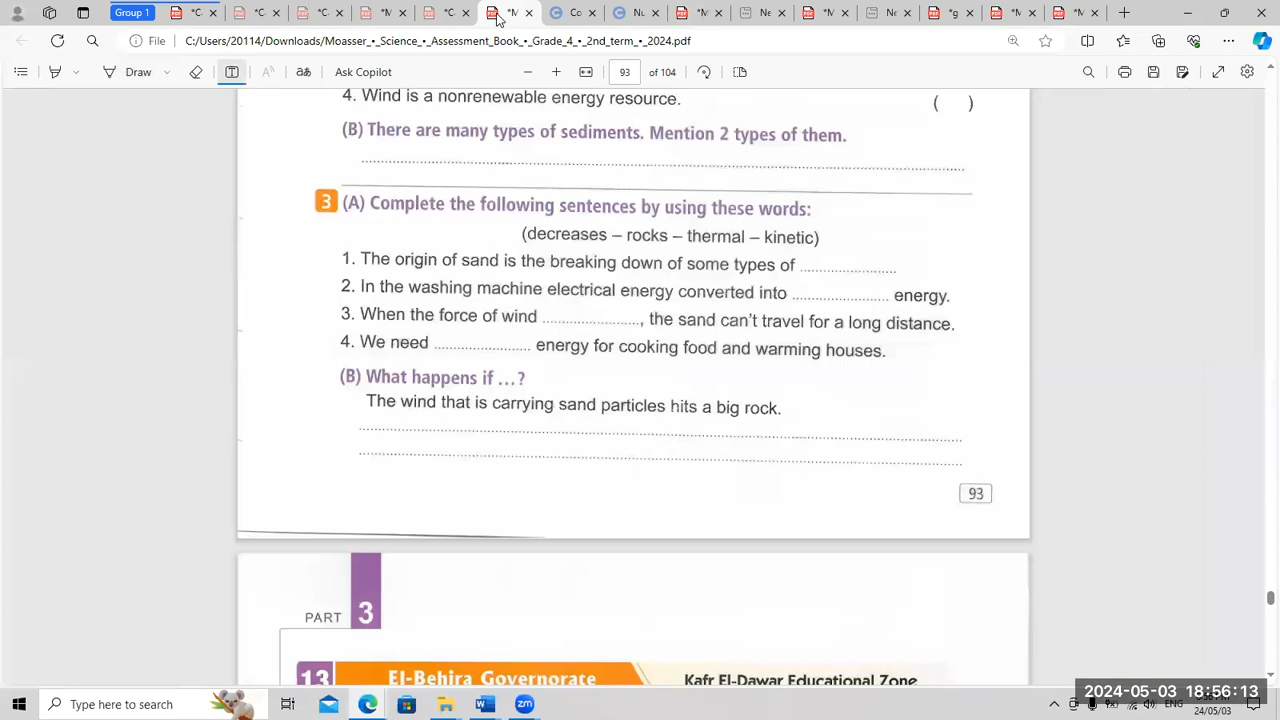 Group 1
File
C:/Users/20114/Downloads/Moasser_•_Science_•_Assessment_Book_•_Grade_4_•_2nd_term_•_2024.pdf
Draw
Ask Copilot
93 of 104
4. Wind is a nonrenewable energy resource. ( )
(B) There are many types of sediments. Mention 2 types of them.
3 (A) Complete the following sentences by using these words:
(decreases – rocks – thermal – kinetic)
1. The origin of sand is the breaking down of some types of ....................
2. In the washing machine electrical energy converted into .................... energy.
3. When the force of wind ...................., the sand can't travel for a long distance.
4. We need .................... energy for cooking food and warming houses.
(B) What happens if ...?
The wind that is carrying sand particles hits a big rock.
93
PART 3
13 El-Behira Governorate Kafr El-Dawar Educational Zone
Type here to search
ENG
24/05/03
2024-05-03 18:56:13